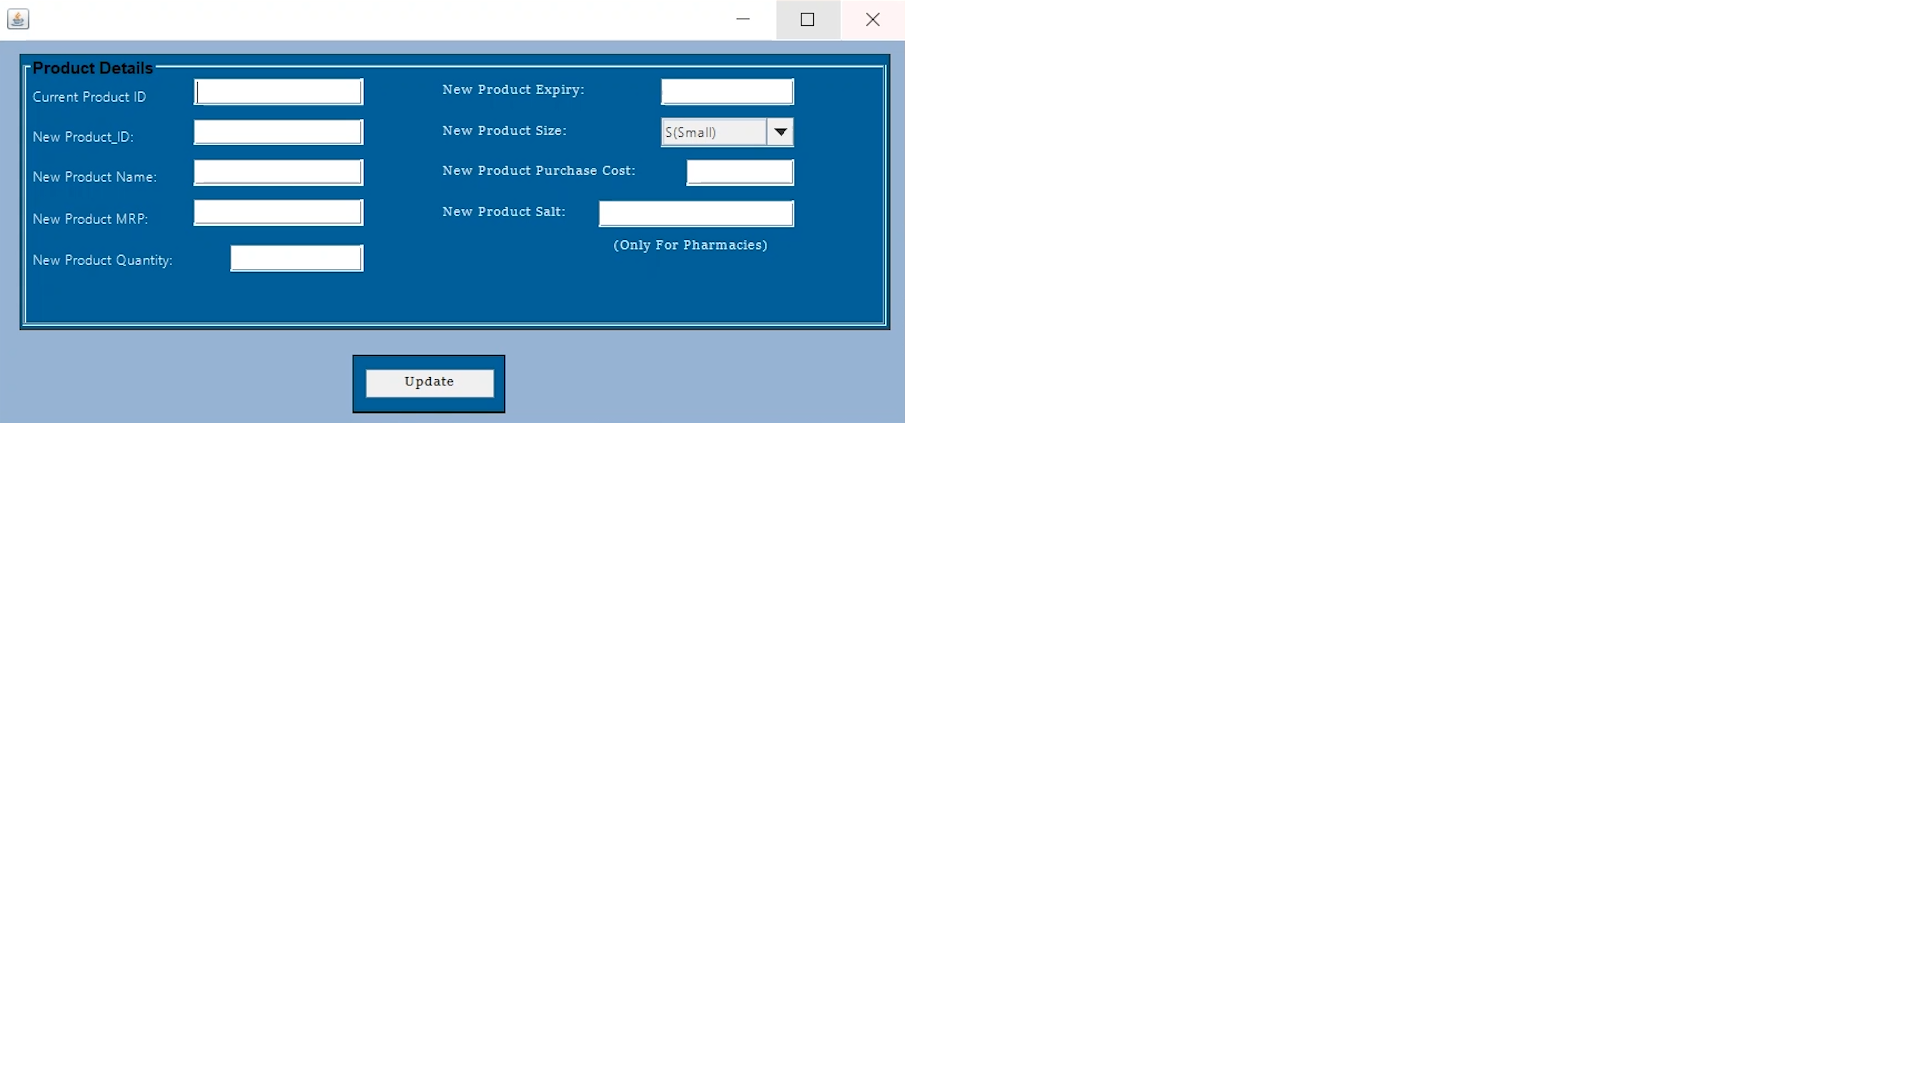 Product Details
Current Product ID
New Product_ID:
New Product Name:
New Product MRP:
New Product Quantity:
New Product Expiry:
New Product Size:
S(Small)
New Product Purchase Cost:
New Product Salt:
(Only For Pharmacies)
Update